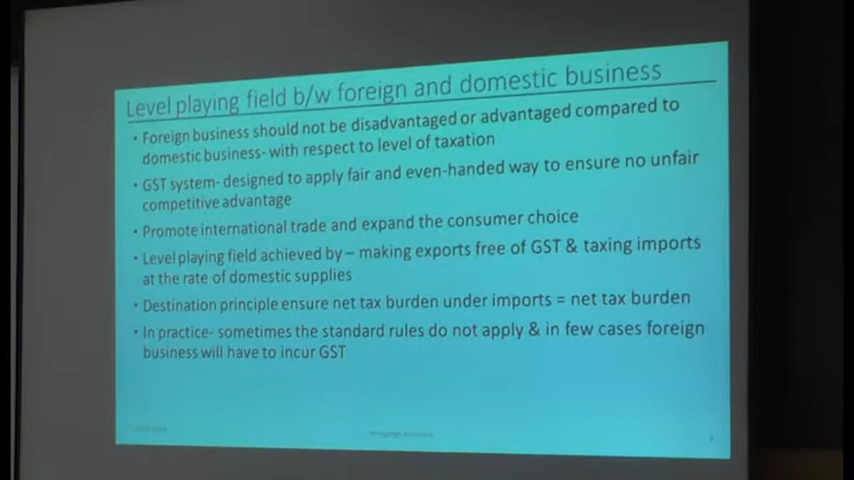 Level playing field b/w foreign and domestic business
• Foreign business should not be disadvantaged or advantaged compared to
domestic business- with respect to level of taxation
• GST system- designed to apply fair and even-handed way to ensure no unfair
competitive advantage
• Promote international trade and expand the consumer choice
• Level playing field achieved by – making exports free of GST & taxing imports
at the rate of domestic supplies
• Destination principle ensure net tax burden under imports = net tax burden
• In practice- sometimes the standard rules do not apply & in few cases foreign
business will have to incur GST